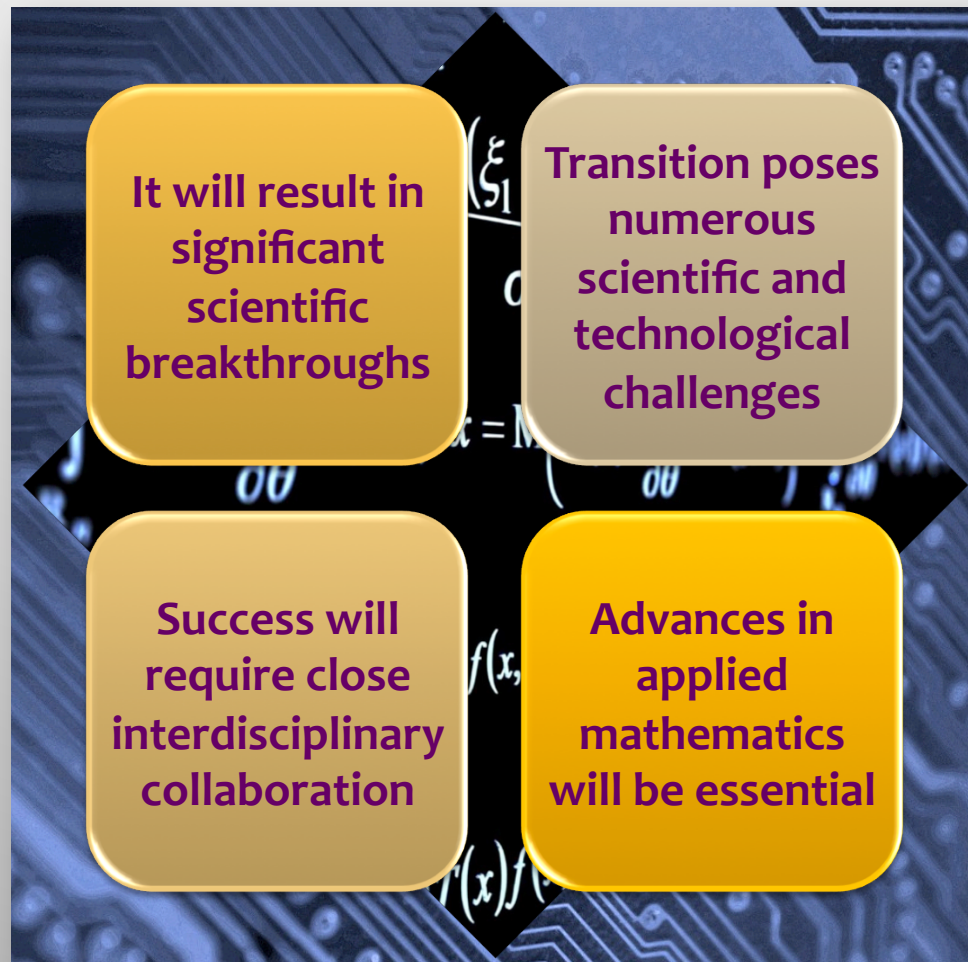 It will result in
significant
scientific
breakthroughs
Transition poses
numerous
scientific and
technological
challenges
Success will
require close
interdisciplinary
collaboration
Advances in
applied
mathematics
will be essential
(ξ
ξ₁
∂θ
= M
∂θ
f(x,
(x)f(